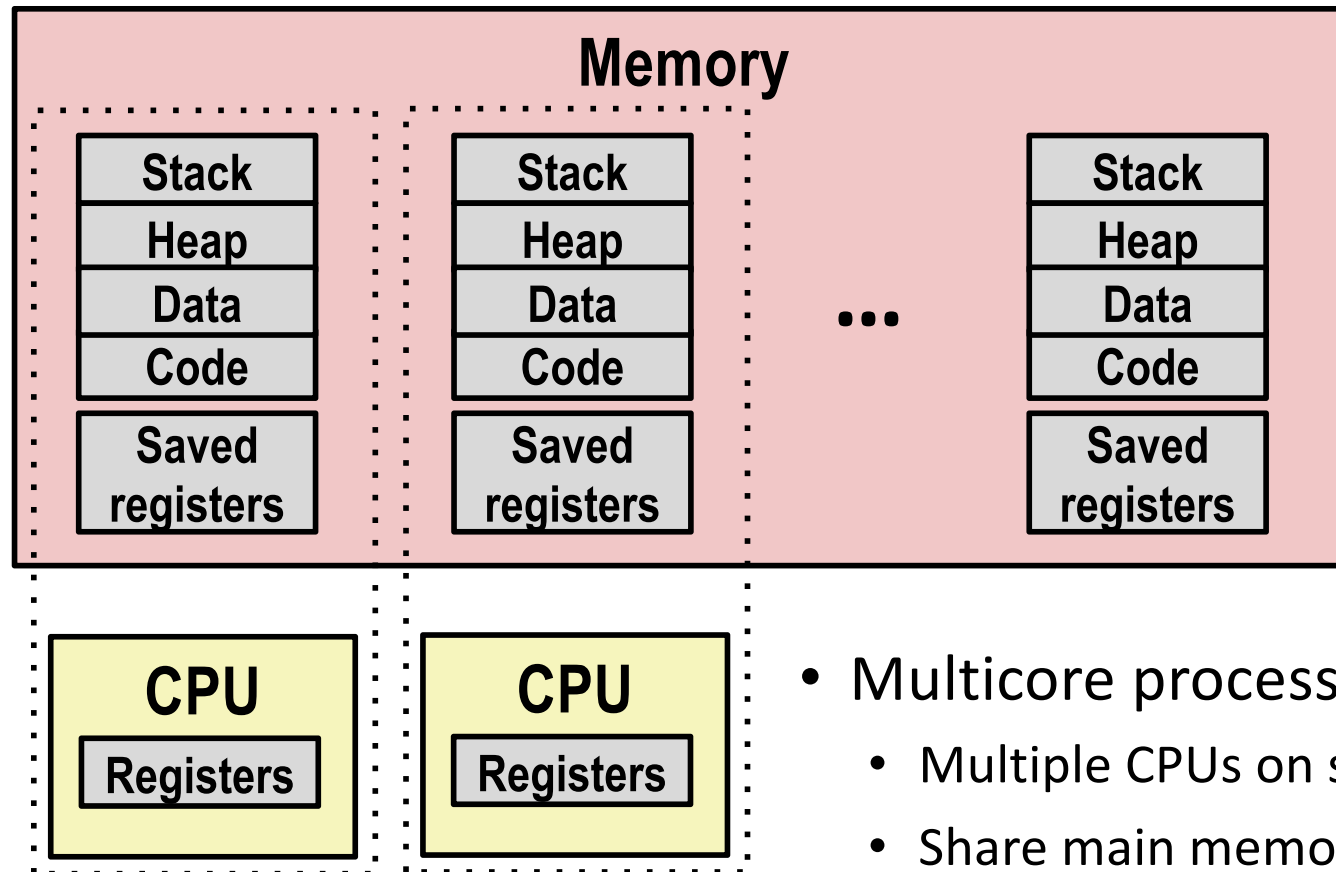 Memory
Stack
Heap
Data
Code
Saved
registers
Stack
Heap
Data
Code
Saved
registers
...
Stack
Heap
Data
Code
Saved
registers
CPU
Registers
CPU
Registers
• Multicore process
• Multiple CPUs on s
• Share main memo